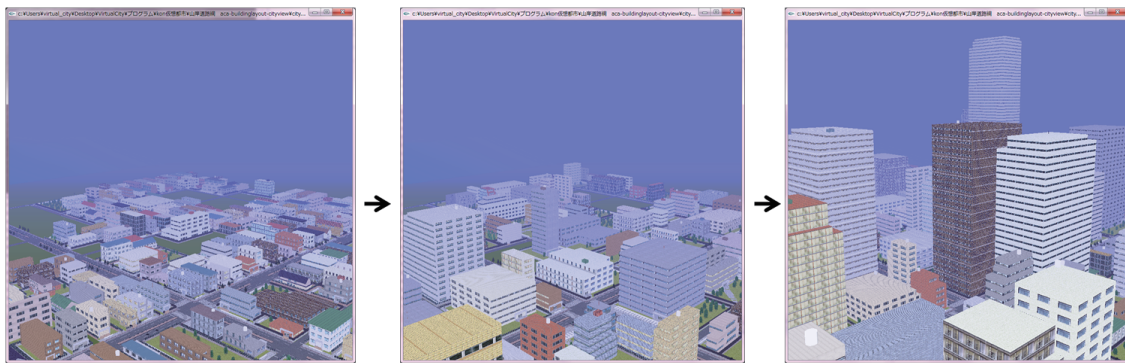 c:¥Users¥virtual_city¥Desktop¥VirtualCity¥プログラム¥kon仮想都市¥山岸道路網 aca-buildinglayout-cityview¥city...
c:¥Users¥virtual_city¥Desktop¥VirtualCity¥プログラム¥kon仮想都市¥山岸道路網 aca-buildinglayout-cityview¥city...
c:¥Users¥virtual_city¥Desktop¥VirtualCity¥プログラム¥kon仮想都市¥山岸道路網 aca-buildinglayout-cityview¥city...